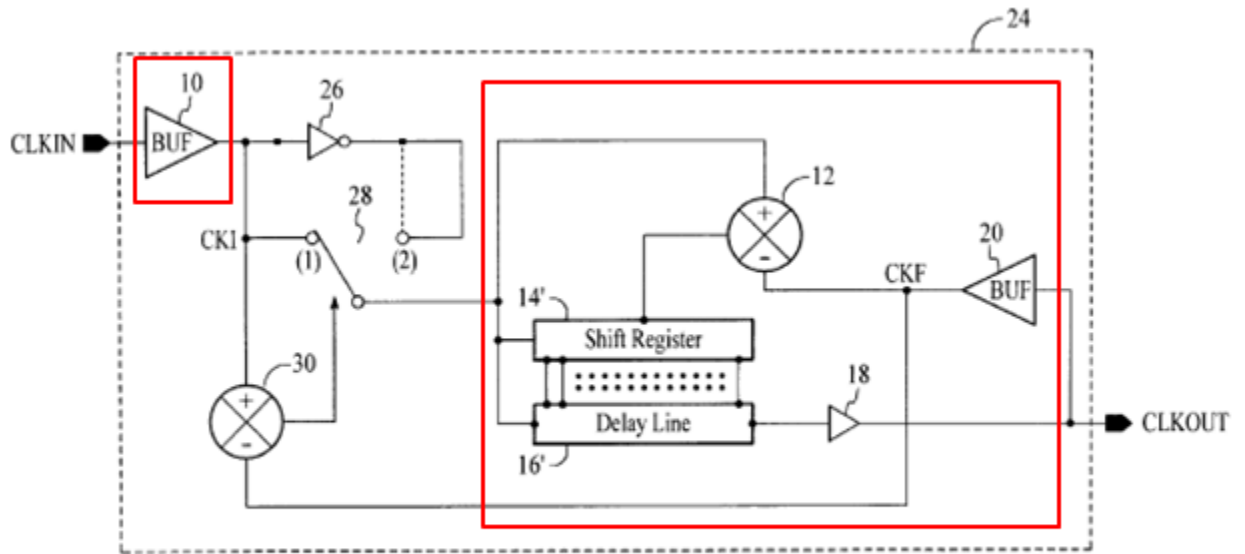 24
10
BUF
CLKIN
26
28
CK1
(1)
(2)
12
20
BUF
CKF
14'
Shift Register
30
18
Delay Line
CLKOUT
16'